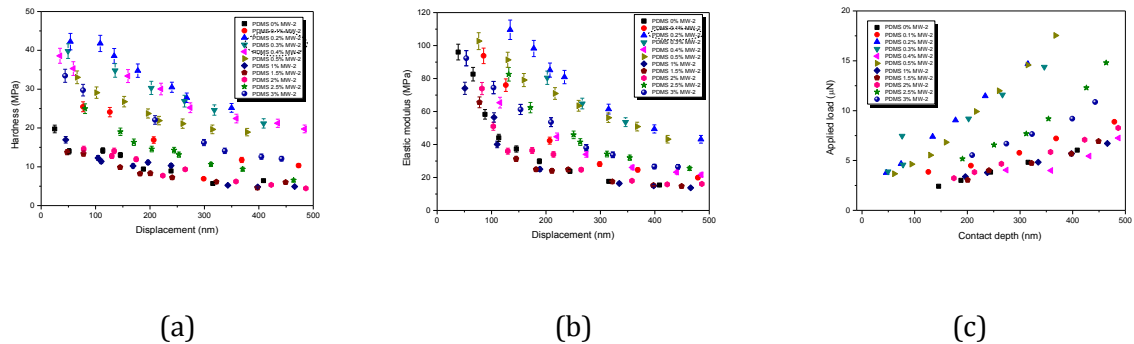 50
40
30
20
10
0
0
100
200
300
400
500
Hardness (MPa)
Displacement (nm)
PDMS 0% MW-2
PDMS 0.1% MW-2
PDMS 0.2% MW-2
PDMS 0.3% MW-2
PDMS 0.4% MW-2
PDMS 0.5% MW-2
PDMS 1% MW-2
PDMS 1.5% MW-2
PDMS 2% MW-2
PDMS 2.5% MW-2
PDMS 3% MW-2
(a)
120
100
80
60
40
20
0
0
100
200
300
400
500
Elastic modulus (MPa)
Displacement (nm)
PDMS 0% MW-2
PDMS 0.1% MW-2
PDMS 0.2% MW-2
PDMS 0.3% MW-2
PDMS 0.4% MW-2
PDMS 0.5% MW-2
PDMS 1% MW-2
PDMS 1.5% MW-2
PDMS 2% MW-2
PDMS 2.5% MW-2
PDMS 3% MW-2
(b)
20
15
10
5
0
0
100
200
300
400
500
Applied load (μN)
Contact depth (nm)
PDMS 0% MW-2
PDMS 0.1% MW-2
PDMS 0.2% MW-2
PDMS 0.3% MW-2
PDMS 0.4% MW-2
PDMS 0.5% MW-2
PDMS 1% MW-2
PDMS 1.5% MW-2
PDMS 2% MW-2
PDMS 2.5% MW-2
PDMS 3% MW-2
(c)